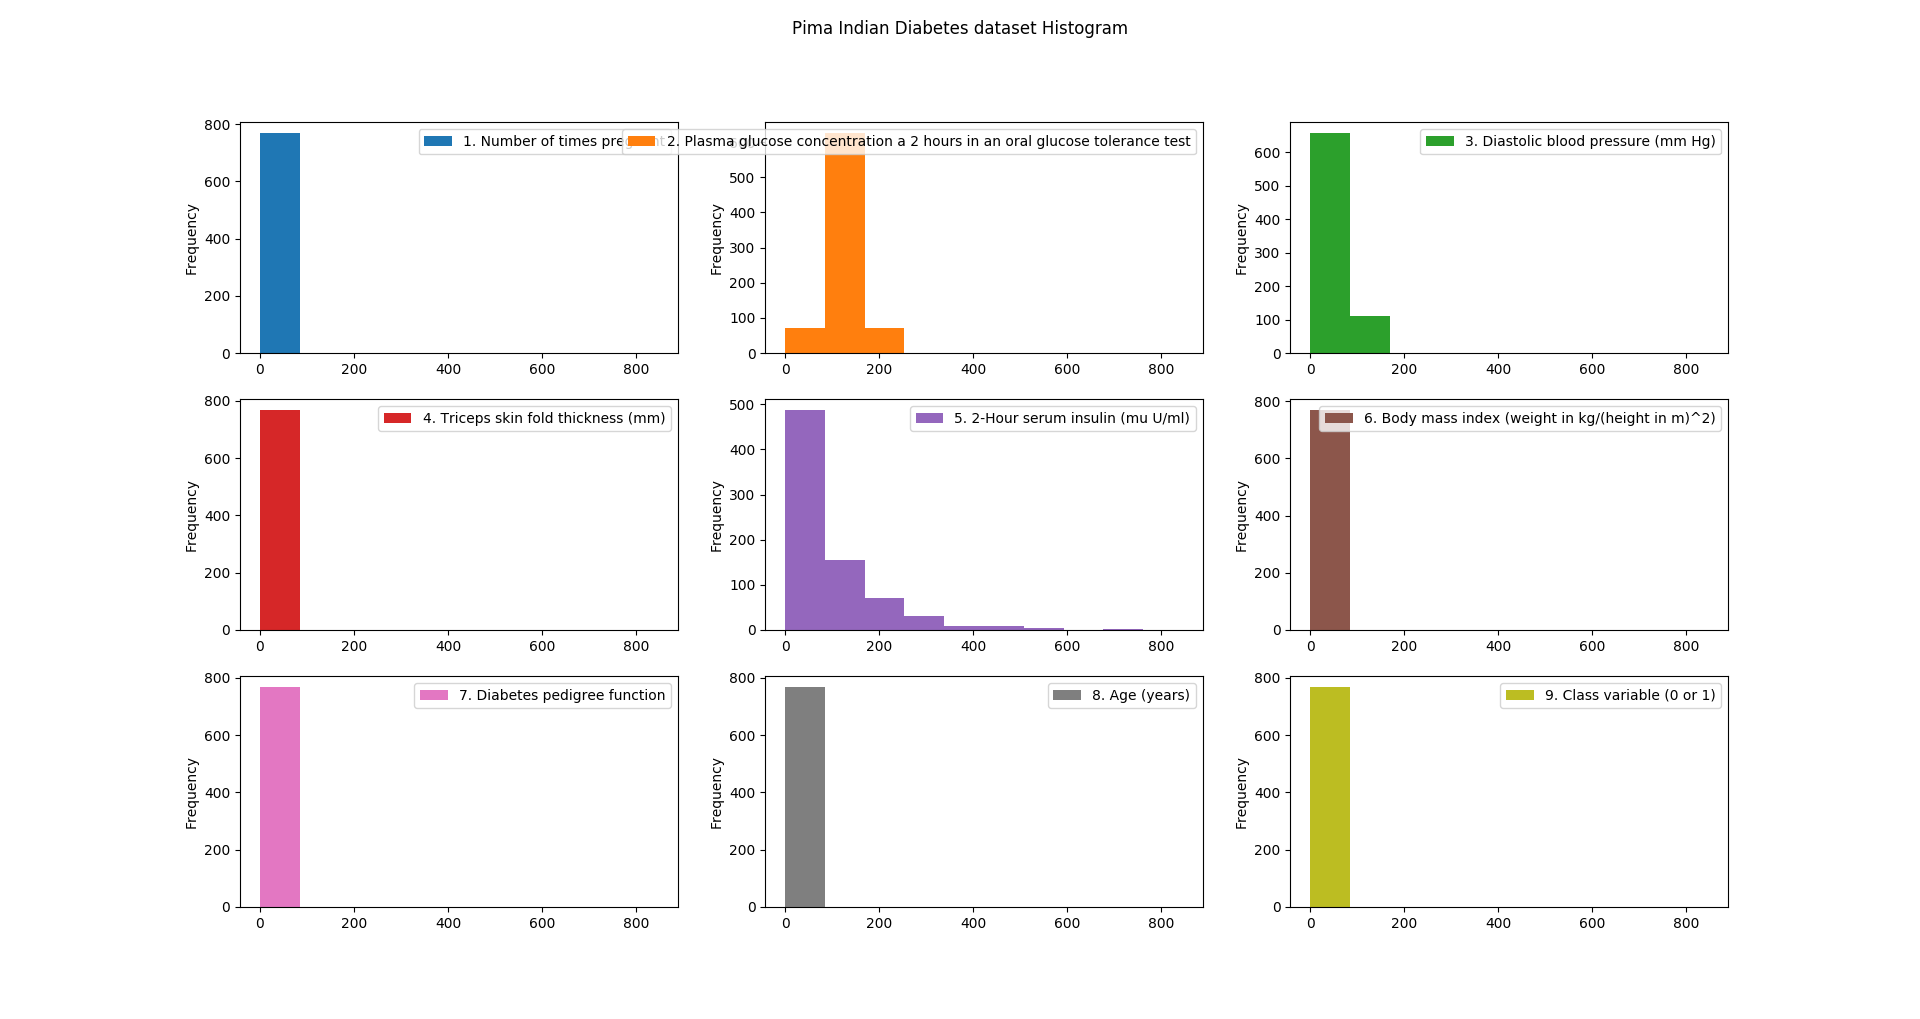 Pima Indian Diabetes dataset Histogram
1. Number of times pregnant
Frequency
800
600
400
200
0
0 200 400 600 800
2. Plasma glucose concentration a 2 hours in an oral glucose tolerance test
Frequency
500
400
300
200
100
0
0 200 400 600 800
3. Diastolic blood pressure (mm Hg)
Frequency
600
500
400
300
200
100
0
0 200 400 600 800
4. Triceps skin fold thickness (mm)
Frequency
800
600
400
200
0
0 200 400 600 800
5. 2-Hour serum insulin (mu U/ml)
Frequency
500
400
300
200
100
0
0 200 400 600 800
6. Body mass index (weight in kg/(height in m)^2)
Frequency
800
600
400
200
0
0 200 400 600 800
7. Diabetes pedigree function
Frequency
800
600
400
200
0
0 200 400 600 800
8. Age (years)
Frequency
800
600
400
200
0
0 200 400 600 800
9. Class variable (0 or 1)
Frequency
800
600
400
200
0
0 200 400 600 800